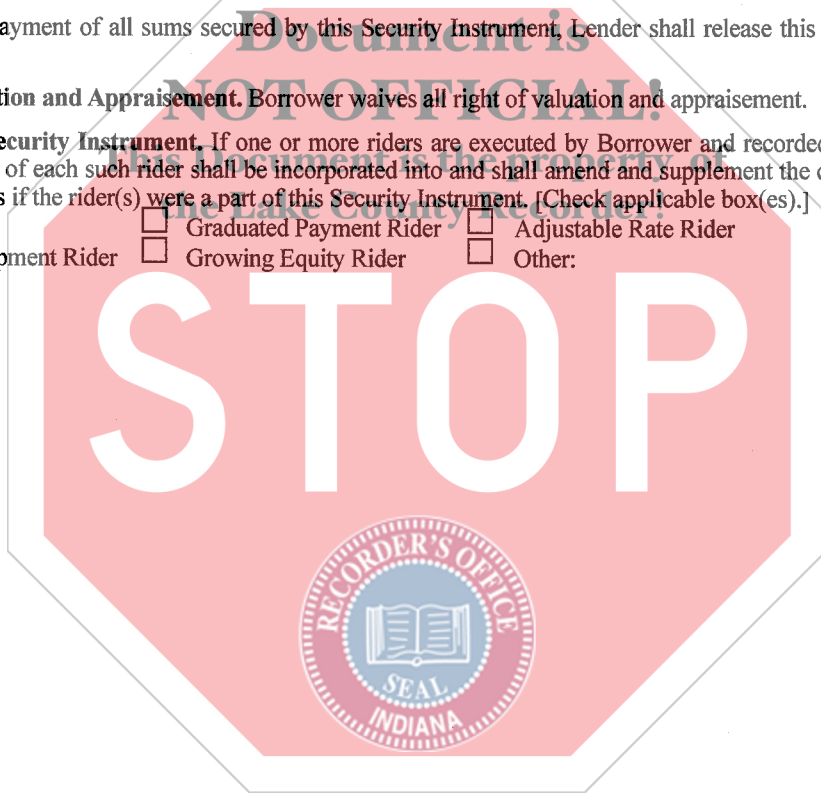 ayment of all sums secured by this Security Instrument, Lender shall release this
Document is
NOT OFFICIAL!
tion and Appraisement. Borrower waives all right of valuation and appraisement.
ecurity Instrument. If one or more riders are executed by Borrower and recorded
This Document is the property of
of each such rider shall be incorporated into and shall amend and supplement the
s if the rider(s) were a part of this Security Instrument. [Check applicable box(es).]
the Lake County Recorder!
Graduated Payment Rider Adjustable Rate Rider
pment Rider Growing Equity Rider Other:
STOP
RECORDER'S OFFICE
SEAL
INDIANA